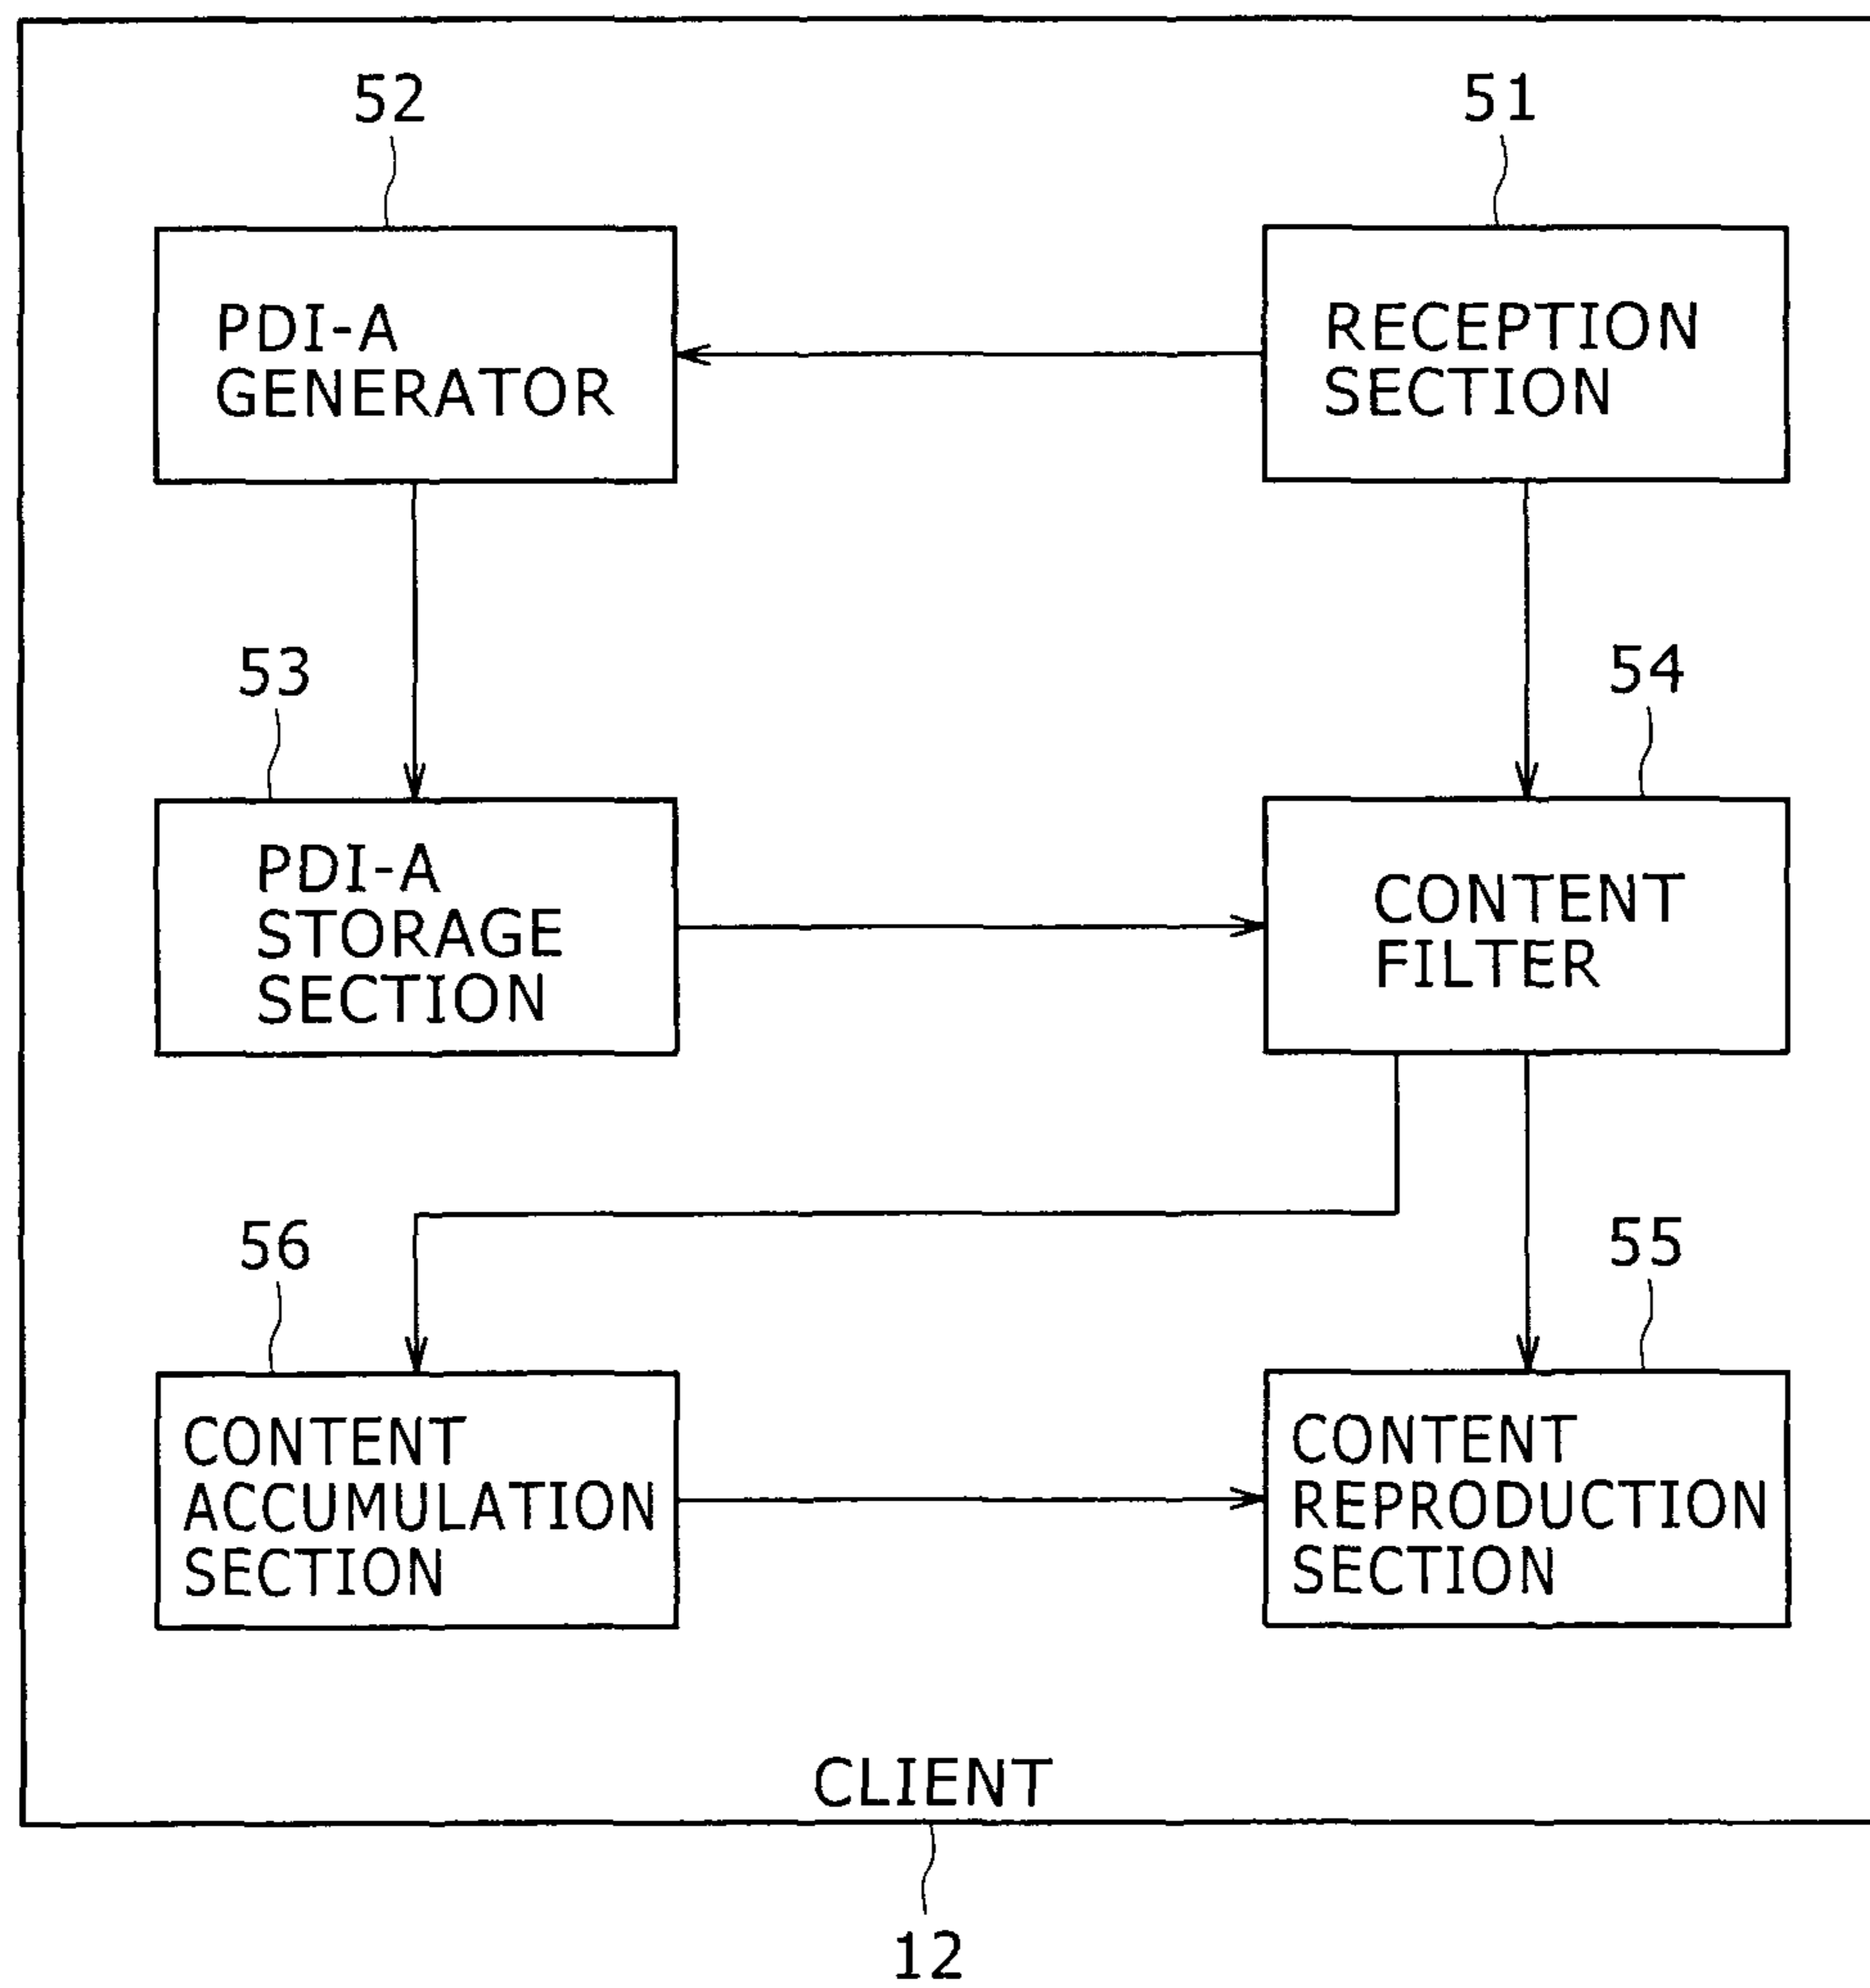 52
51
PDI-A
GENERATOR
RECEPTION
SECTION
53
54
PDI-A
STORAGE
SECTION
CONTENT
FILTER
56
55
CONTENT
ACCUMULATION
SECTION
CONTENT
REPRODUCTION
SECTION
CLIENT
12